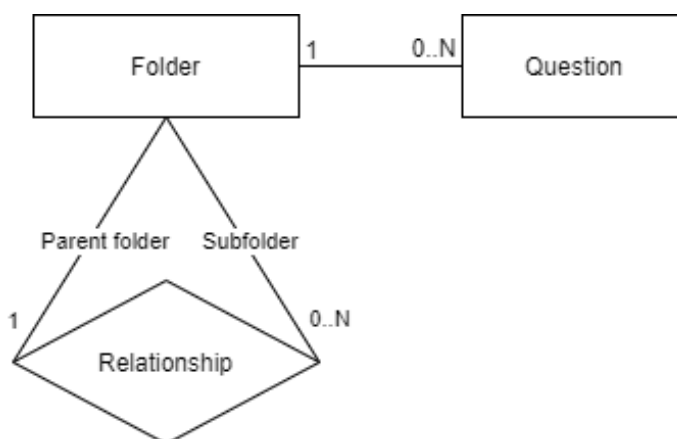 Folder
1
0..N
Question
Parent folder
Subfolder
1
0..N
Relationship